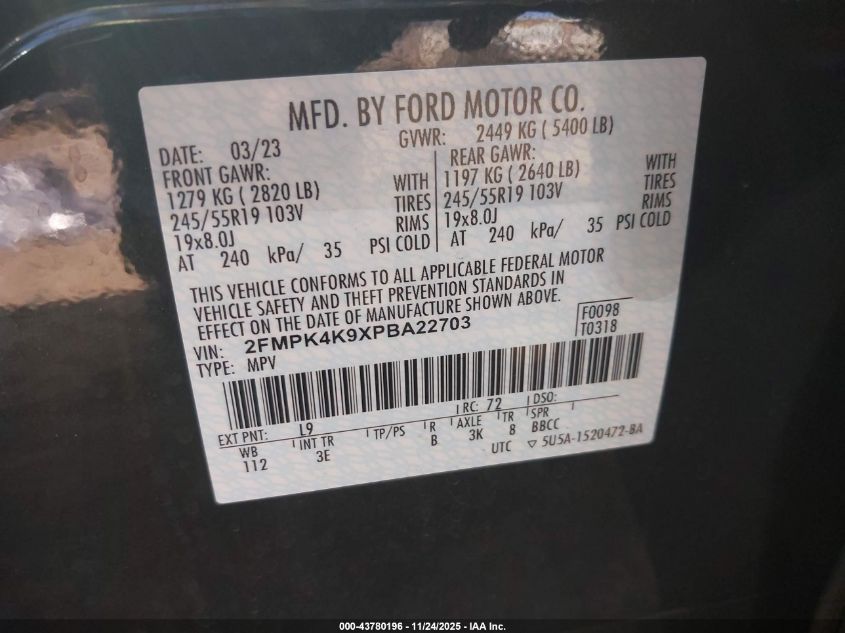 MFD. BY FORD MOTOR CO.
DATE: 03/23
GVWR: 2449 KG ( 5400 LB)
FRONT GAWR:
1279 KG ( 2820 LB)
WITH
245/55R19 103V
TIRES
19x8.0J
RIMS
AT 240 kPa/ 35 PSI COLD
REAR GAWR:
1197 KG ( 2640 LB)
WITH
245/55R19 103V
TIRES
19x8.0J
RIMS
AT 240 kPa/ 35 PSI COLD
THIS VEHICLE CONFORMS TO ALL APPLICABLE FEDERAL MOTOR
VEHICLE SAFETY AND THEFT PREVENTION STANDARDS IN
EFFECT ON THE DATE OF MANUFACTURE SHOWN ABOVE.
VIN: 2FMPK4K9XPBA22703
TYPE: MPV
F0098
T0318
EXT PNT: L9
RC: 72
DSO:
WB
INT TR
TP/PS
R
AXLE
TR
SPR
112
3E
B
3K
8
BBCC
UTC ▽ 5U5A-1520472-BA
000-43780196 - 11/24/2025 - IAA Inc.